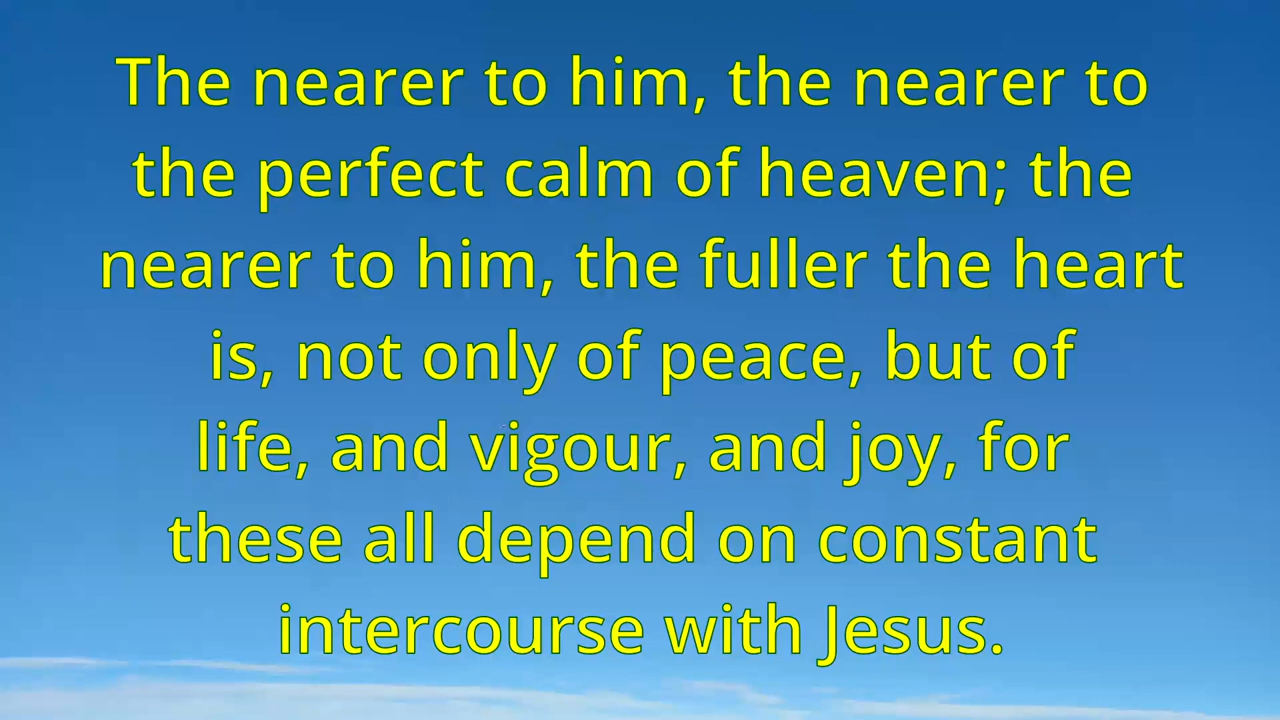 The nearer to him, the nearer to
the perfect calm of heaven; the
nearer to him, the fuller the heart
is, not only of peace, but of
life, and vigour, and joy, for
these all depend on constant
intercourse with Jesus.